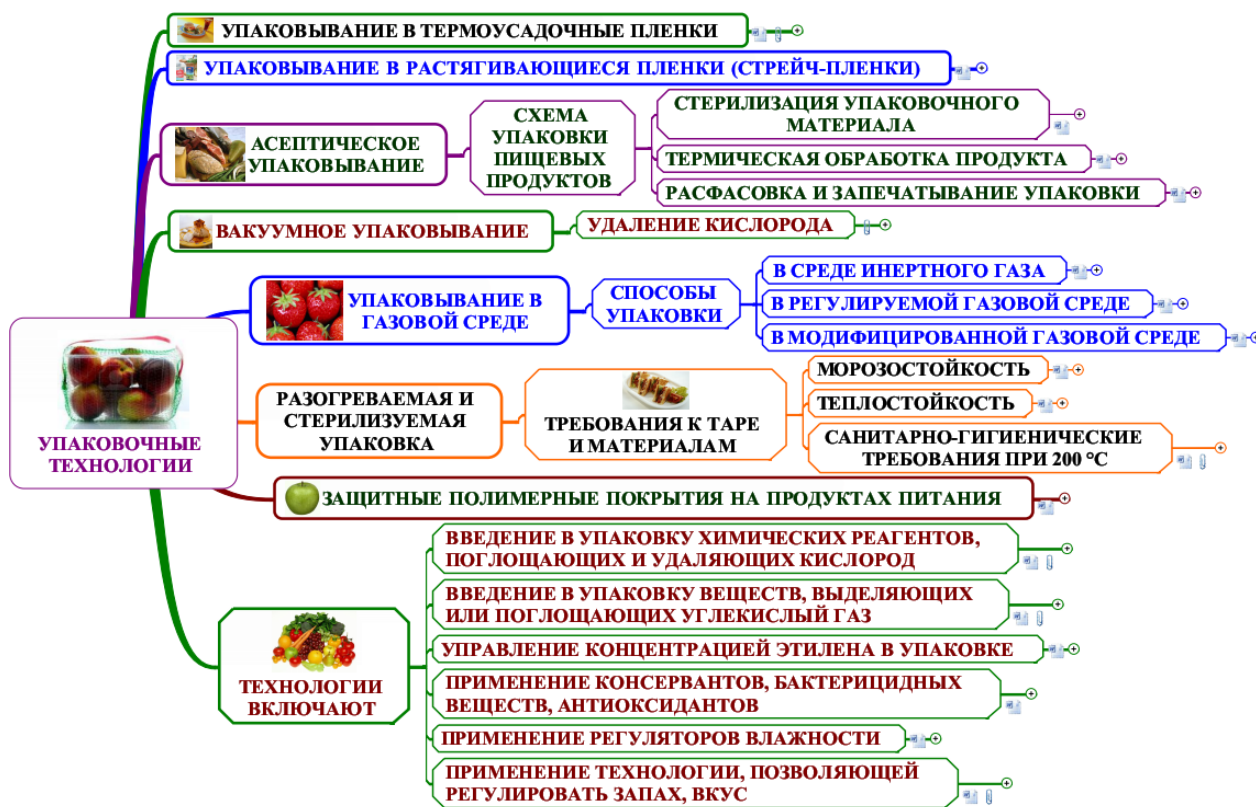 УПАКОВЫВАНИЕ В ТЕРМОУСАДОЧНЫЕ ПЛЕНКИ
УПАКОВЫВАНИЕ В РАСТЯГИВАЮЩИЕСЯ ПЛЕНКИ (СТРЕЙЧ-ПЛЕНКИ)
АСЕПТИЧЕСКОЕ
УПАКОВЫВАНИЕ
СХЕМА
УПАКОВКИ
ПИЩЕВЫХ
ПРОДУКТОВ
СТЕРИЛИЗАЦИЯ УПАКОВОЧНОГО
МАТЕРИАЛА
ТЕРМИЧЕСКАЯ ОБРАБОТКА ПРОДУКТА
РАСФАСОВКА И ЗАПЕЧАТЫВАНИЕ УПАКОВКИ
ВАКУУМНОЕ УПАКОВЫВАНИЕ
УДАЛЕНИЕ КИСЛОРОДА
УПАКОВЫВАНИЕ В
ГАЗОВОЙ СРЕДЕ
СПОСОБЫ
УПАКОВКИ
В СРЕДЕ ИНЕРТНОГО ГАЗА
В РЕГУЛИРУЕМОЙ ГАЗОВОЙ СРЕДЕ
В МОДИФИЦИРОВАННОЙ ГАЗОВОЙ СРЕДЕ
УПАКОВОЧНЫЕ
ТЕХНОЛОГИИ
РАЗОГРЕВАЕМАЯ И
СТЕРИЛИЗУЕМАЯ
УПАКОВКА
ТРЕБОВАНИЯ К ТАРЕ
И МАТЕРИАЛАМ
МОРОЗОСТОЙКОСТЬ
ТЕПЛОСТОЙКОСТЬ
САНИТАРНО-ГИГИЕНИЧЕСКИЕ
ТРЕБОВАНИЯ ПРИ 200 °С
ЗАЩИТНЫЕ ПОЛИМЕРНЫЕ ПОКРЫТИЯ НА ПРОДУКТАХ ПИТАНИЯ
ТЕХНОЛОГИИ
ВКЛЮЧАЮТ
ВВЕДЕНИЕ В УПАКОВКУ ХИМИЧЕСКИХ РЕАГЕНТОВ,
ПОГЛОЩАЮЩИХ И УДАЛЯЮЩИХ КИСЛОРОД
ВВЕДЕНИЕ В УПАКОВКУ ВЕЩЕСТВ, ВЫДЕЛЯЮЩИХ
ИЛИ ПОГЛОЩАЮЩИХ УГЛЕКИСЛЫЙ ГАЗ
УПРАВЛЕНИЕ КОНЦЕНТРАЦИЕЙ ЭТИЛЕНА В УПАКОВКЕ
ПРИМЕНЕНИЕ КОНСЕРВАНТОВ, БАКТЕРИЦИДНЫХ
ВЕЩЕСТВ, АНТИОКСИДАНТОВ
ПРИМЕНЕНИЕ РЕГУЛЯТОРОВ ВЛАЖНОСТИ
ПРИМЕНЕНИЕ ТЕХНОЛОГИИ, ПОЗВОЛЯЮЩЕЙ
РЕГУЛИРОВАТЬ ЗАПАХ, ВКУС